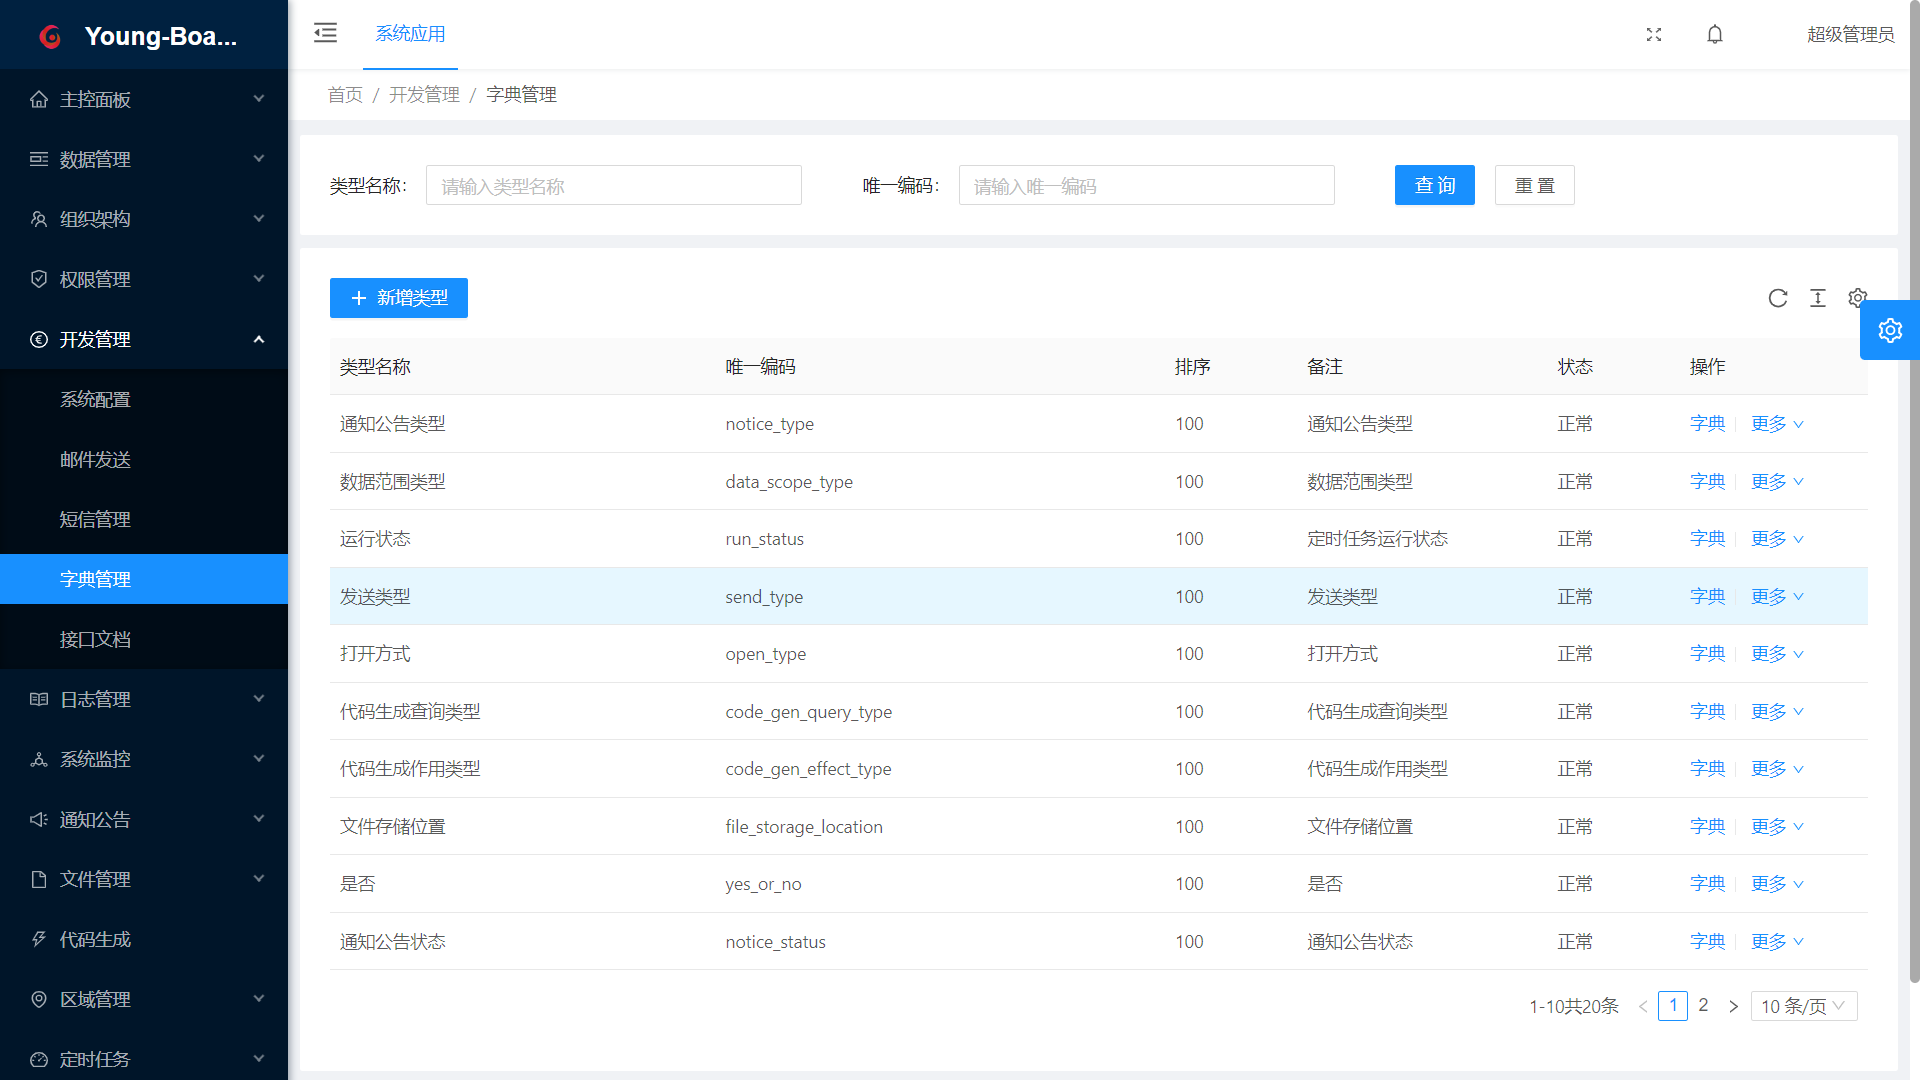 Young-Boa...
主控面板
数据管理
组织架构
权限管理
开发管理
系统配置
邮件发送
短信管理
字典管理
接口文档
日志管理
系统监控
通知公告
文件管理
代码生成
区域管理
定时任务
系统应用
超级管理员
首页 / 开发管理 / 字典管理
类型名称: 请输入类型名称 唯一编码: 请输入唯一编码 查 询 重 置
新增类型
类型名称 唯一编码 排序 备注 状态 操作
通知公告类型 notice_type 100 通知公告类型 正常 字典 更多
数据范围类型 data_scope_type 100 数据范围类型 正常 字典 更多
运行状态 run_status 100 定时任务运行状态 正常 字典 更多
发送类型 send_type 100 发送类型 正常 字典 更多
打开方式 open_type 100 打开方式 正常 字典 更多
代码生成查询类型 code_gen_query_type 100 代码生成查询类型 正常 字典 更多
代码生成作用类型 code_gen_effect_type 100 代码生成作用类型 正常 字典 更多
文件存储位置 file_storage_location 100 文件存储位置 正常 字典 更多
是否 yes_or_no 100 是否 正常 字典 更多
通知公告状态 notice_status 100 通知公告状态 正常 字典 更多
1-10共20条 < 1 2 > 10 条/页